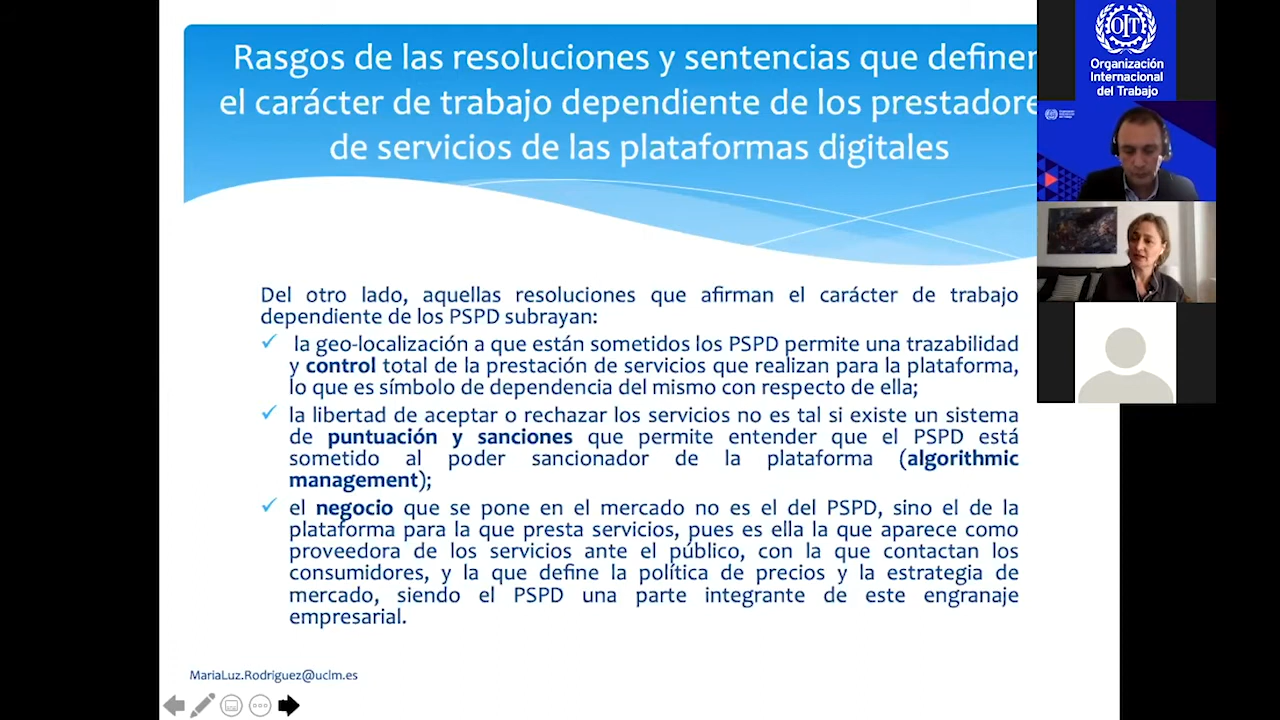 Rasgos de las resoluciones y sentencias que definen
el carácter de trabajo dependiente de los prestadore
de servicios de las plataformas digitales
Del otro lado, aquellas resoluciones que afirman el carácter de trabajo
dependiente de los PSPD subrayan:
✓ la geo-localización a que están sometidos los PSPD permite una trazabilidad
y control total de la prestación de servicios que realizan para la plataforma,
lo que es símbolo de dependencia del mismo con respecto de ella;
✓ la libertad de aceptar o rechazar los servicios no es tal si existe un sistema
de puntuación y sanciones que permite entender que el PSPD está
sometido al poder sancionador de la plataforma (algorithmic
management);
✓ el negocio que se pone en el mercado no es el del PSPD, sino el de la
plataforma para la que presta servicios, pues es ella la que aparece como
proveedora de los servicios ante el público, con la que contactan los
consumidores, y la que define la política de precios y la estrategia de
mercado, siendo el PSPD una parte integrante de este engranaje
empresarial.
MariaLuz.Rodriguez@uclm.es
OIT
Organización
Internacional
del Trabajo